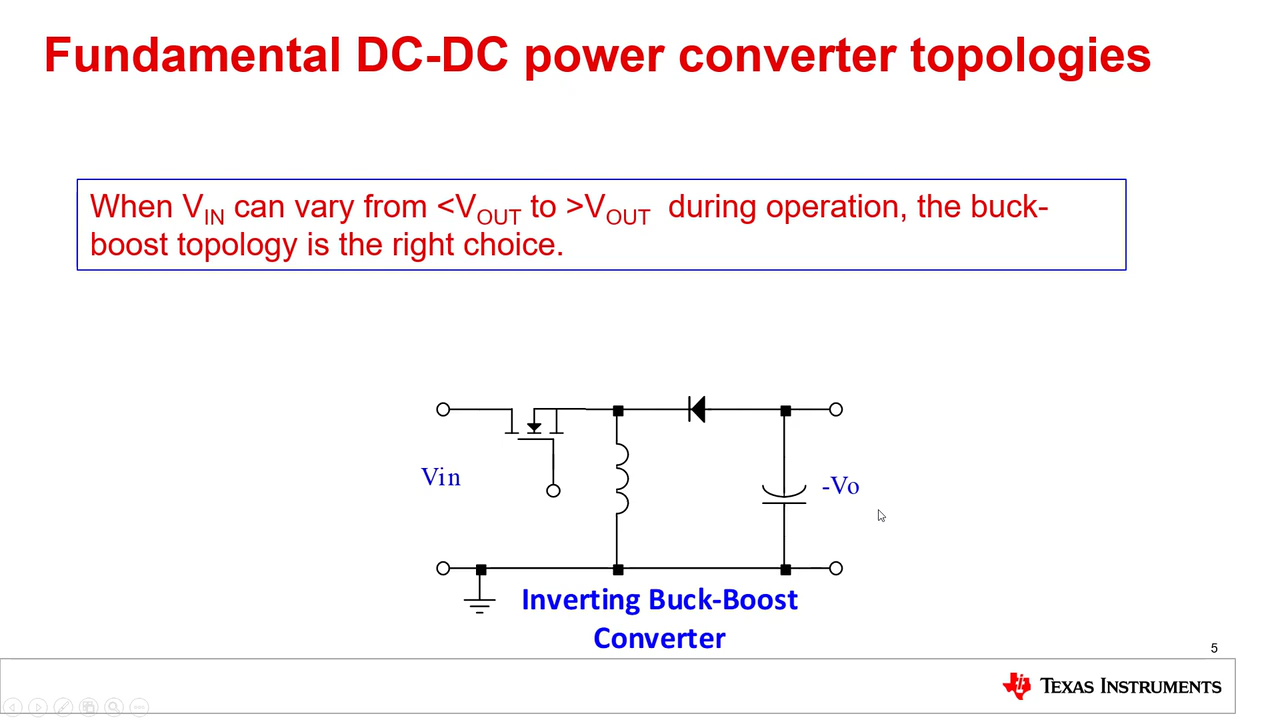 Fundamental DC-DC power converter topologies
When VIN can vary from <VOUT to >VOUT during operation, the buck-
boost topology is the right choice.
Vin
-Vo
Inverting Buck-Boost
Converter
5
TEXAS INSTRUMENTS